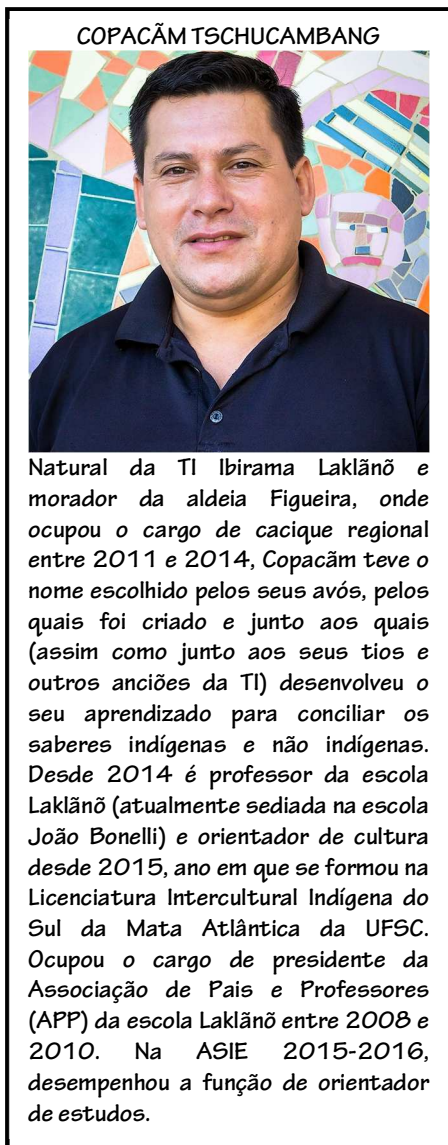 COPACÃM TSCHUCAMBANG
Natural da TI Ibirama Laklãnõ e
morador da aldeia Figueira, onde
ocupou o cargo de cacique regional
entre 2011 e 2014, Copacãm teve o
nome escolhido pelos seus avós, pelos
quais foi criado e junto aos quais
(assim como junto aos seus tios e
outros anciões da TI) desenvolveu o
seu aprendizado para conciliar os
saberes indígenas e não indígenas.
Desde 2014 é professor da escola
Laklãnõ (atualmente sediada na escola
João Bonelli) e orientador de cultura
desde 2015, ano em que se formou na
Licenciatura Intercultural Indígena do
Sul da Mata Atlântica da UFSC.
Ocupou o cargo de presidente da
Associação de Pais e Professores
(APP) da escola Laklãnõ entre 2008 e
2010. Na ASIE 2015-2016,
desempenhou a função de orientador
de estudos.